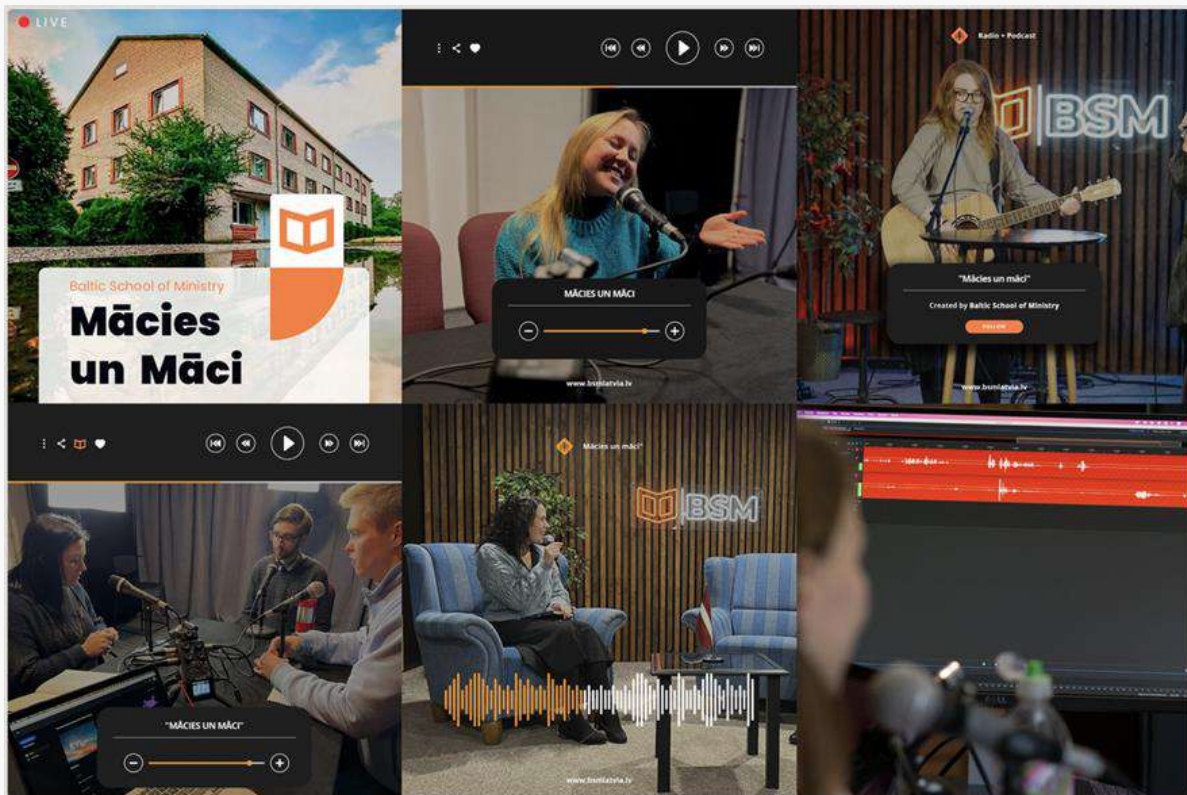 LIVE
Baltic School of Ministry
Mācies
un Māci
MĀCIES UN MĀCI
www.bsmlatvia.lv
Radio + Podcast
BSM
"Mācies un māci"
Created by Baltic School of Ministry
FOLLOW
www.bsmlatvia.lv
"MĀCIES UN MĀCI"
Mācies un māci"
BSM
www.bsmlatvia.lv